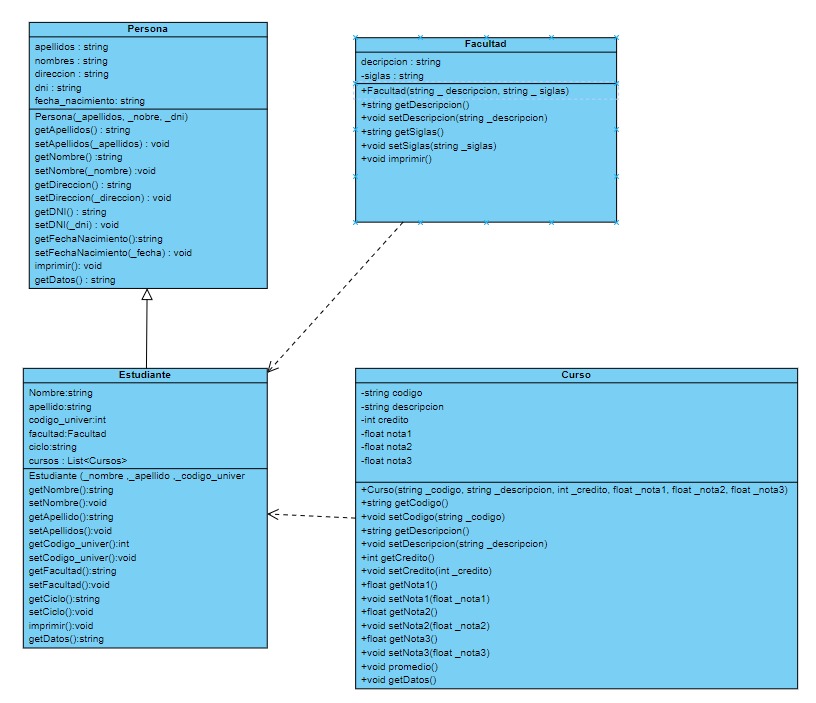 Persona
apellidos : string
nombres : string
direccion : string
dni : string
fecha_nacimiento: string
Persona(_apellidos, _nobre, _dni)
getApellidos() : string
setApellidos(_apellidos) : void
getNombre() :string
setNombre(_nombre) :void
getDireccion() : string
setDireccion(_direccion) : void
getDNI() : string
setDNI(_dni) : void
getFechaNacimiento():string
setFechaNacimiento(_fecha) : void
imprimir(): void
getDatos() : string
Facultad
decripcion : string
-siglas : string
+Facultad(string _ descripcion, string _ siglas)
+string getDescripcion()
+void setDescripcion(string _descripcion)
+string getSiglas()
+void setSiglas(string _siglas)
+void imprimir()
Estudiante
Nombre:string
apellido:string
codigo_univer:int
facultad:Facultad
ciclo:string
cursos : List<Cursos>
Estudiante (_nombre ,_apellido ,_codigo_univer
getNombre():string
setNombre():void
getApellido():string
setApellidos():void
getCodigo_univer():int
setCodigo_univer():void
getFacultad():string
setFacultad():void
getCiclo():string
setCiclo():void
imprimir():void
getDatos():string
Curso
-string codigo
-string descripcion
-int credito
-float nota1
-float nota2
-float nota3
+Curso(string _codigo, string _descripcion, int _credito, float _nota1, float _nota2, float _nota3)
+string getCodigo()
+void setCodigo(string _codigo)
+string getDescripcion()
+void setDescripcion(string _descripcion)
+int getCredito()
+void setCredito(int _credito)
+float getNota1()
+void setNota1(float _nota1)
+float getNota2()
+void setNota2(float _nota2)
+float getNota3()
+void setNota3(float _nota3)
+void promedio()
+void getDatos()